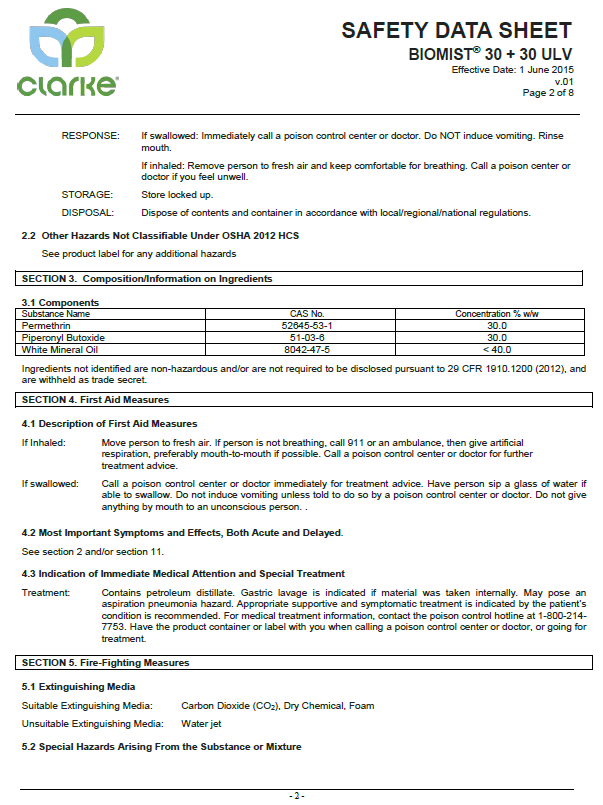 clarke®
SAFETY DATA SHEET
BIOMIST® 30 + 30 ULV
Effective Date: 1 June 2015
v.01
Page 2 of 8
RESPONSE: If swallowed: Immediately call a poison control center or doctor. Do NOT induce vomiting. Rinse
mouth.
If inhaled: Remove person to fresh air and keep comfortable for breathing. Call a poison center or
doctor if you feel unwell.
STORAGE: Store locked up.
DISPOSAL: Dispose of contents and container in accordance with local/regional/national regulations.
2.2 Other Hazards Not Classifiable Under OSHA 2012 HCS
See product label for any additional hazards
SECTION 3. Composition/Information on Ingredients
3.1 Components
Substance Name CAS No. Concentration % w/w
Permethrin 52645-53-1 30.0
Piperonyl Butoxide 51-03-6 30.0
White Mineral Oil 8042-47-5 < 40.0
Ingredients not identified are non-hazardous and/or are not required to be disclosed pursuant to 29 CFR 1910.1200 (2012), and
are withheld as trade secret.
SECTION 4. First Aid Measures
4.1 Description of First Aid Measures
If Inhaled: Move person to fresh air. If person is not breathing, call 911 or an ambulance, then give artificial
respiration, preferably mouth-to-mouth if possible. Call a poison control center or doctor for further
treatment advice.
If swallowed: Call a poison control center or doctor immediately for treatment advice. Have person sip a glass of water if
able to swallow. Do not induce vomiting unless told to do so by a poison control center or doctor. Do not give
anything by mouth to an unconscious person. .
4.2 Most Important Symptoms and Effects, Both Acute and Delayed.
See section 2 and/or section 11.
4.3 Indication of Immediate Medical Attention and Special Treatment
Treatment: Contains petroleum distillate. Gastric lavage is indicated if material was taken internally. May pose an
aspiration pneumonia hazard. Appropriate supportive and symptomatic treatment is indicated by the patient's
condition is recommended. For medical treatment information, contact the poison control hotline at 1-800-214-
7753. Have the product container or label with you when calling a poison control center or doctor, or going for
treatment.
SECTION 5. Fire-Fighting Measures
5.1 Extinguishing Media
Suitable Extinguishing Media: Carbon Dioxide (CO₂), Dry Chemical, Foam
Unsuitable Extinguishing Media: Water jet
5.2 Special Hazards Arising From the Substance or Mixture
- 2 -